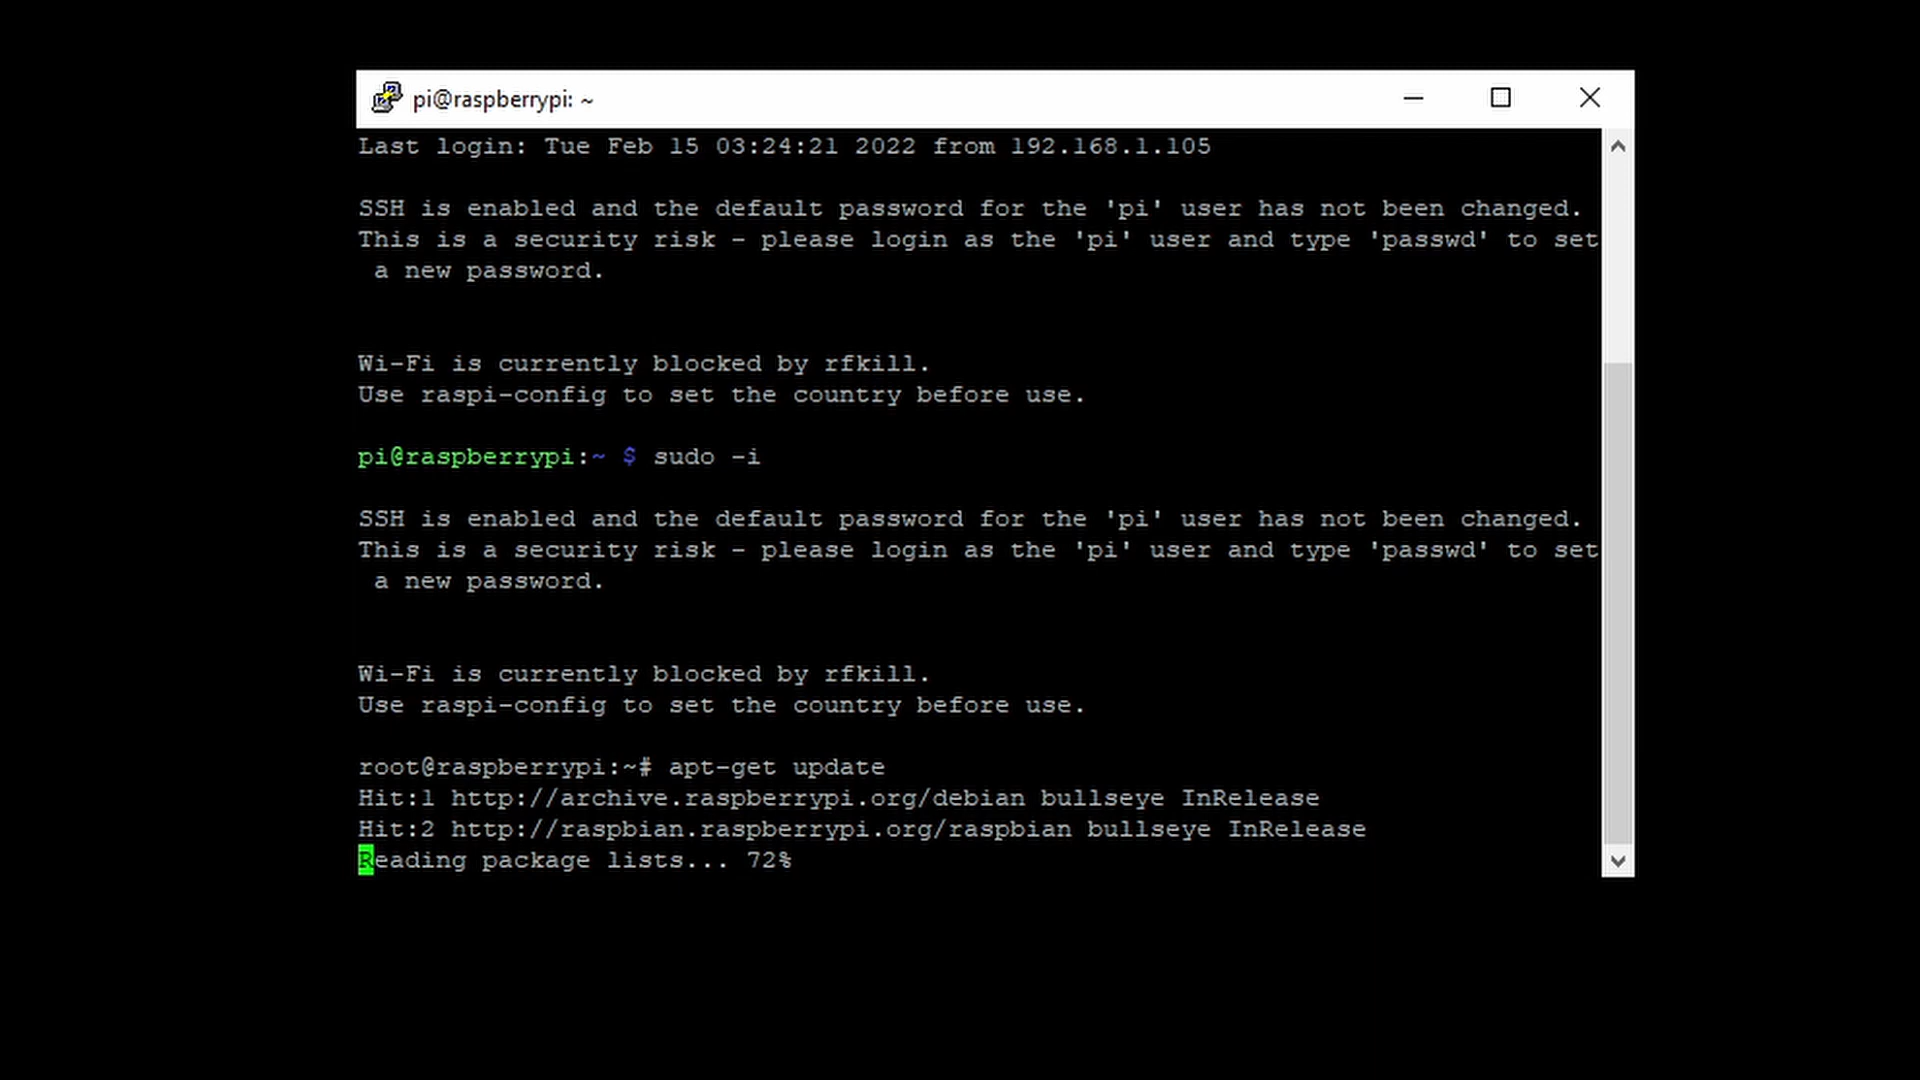 pi@raspberrypi: ~
Last login: Tue Feb 15 03:24:21 2022 from 192.168.1.105
SSH is enabled and the default password for the 'pi' user has not been changed.
This is a security risk - please login as the 'pi' user and type 'passwd' to set
 a new password.
Wi-Fi is currently blocked by rfkill.
Use raspi-config to set the country before use.
pi@raspberrypi:~ $ sudo -i
SSH is enabled and the default password for the 'pi' user has not been changed.
This is a security risk - please login as the 'pi' user and type 'passwd' to set
 a new password.
Wi-Fi is currently blocked by rfkill.
Use raspi-config to set the country before use.
root@raspberrypi:~# apt-get update
Hit:1 http://archive.raspberrypi.org/debian bullseye InRelease
Hit:2 http://raspbian.raspberrypi.org/raspbian bullseye InRelease
Reading package lists... 72%